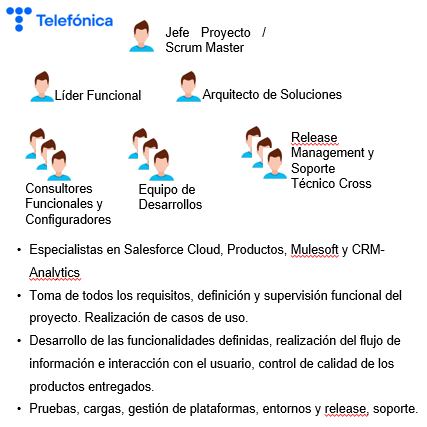 Telefónica
Jefe Proyecto /
Scrum Master
Líder Funcional
Arquitecto de Soluciones
Consultores
Funcionales y
Configuradores
Equipo de
Desarrollos
Release
Management y
Soporte
Técnico Cross
• Especialistas en Salesforce Cloud, Productos, Mulesoft y CRM-
Analytics
• Toma de todos los requisitos, definición y supervisión funcional del
proyecto. Realización de casos de uso.
• Desarrollo de las funcionalidades definidas, realización del flujo de
información e interacción con el usuario, control de calidad de los
productos entregados.
• Pruebas, cargas, gestión de plataformas, entornos y release, soporte.